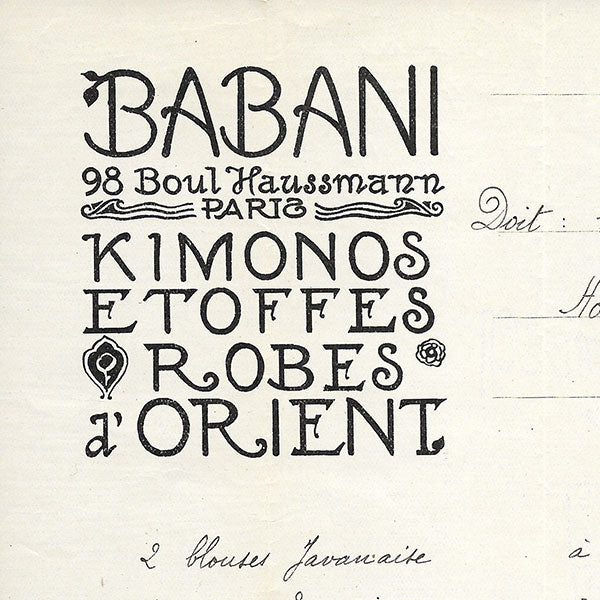 BABANI
98 Boul Haussmann
PARIS
Doit :
KIMONOS
ETOFFES
ROBES
d'ORIENT
2 blouses Javanaise
à